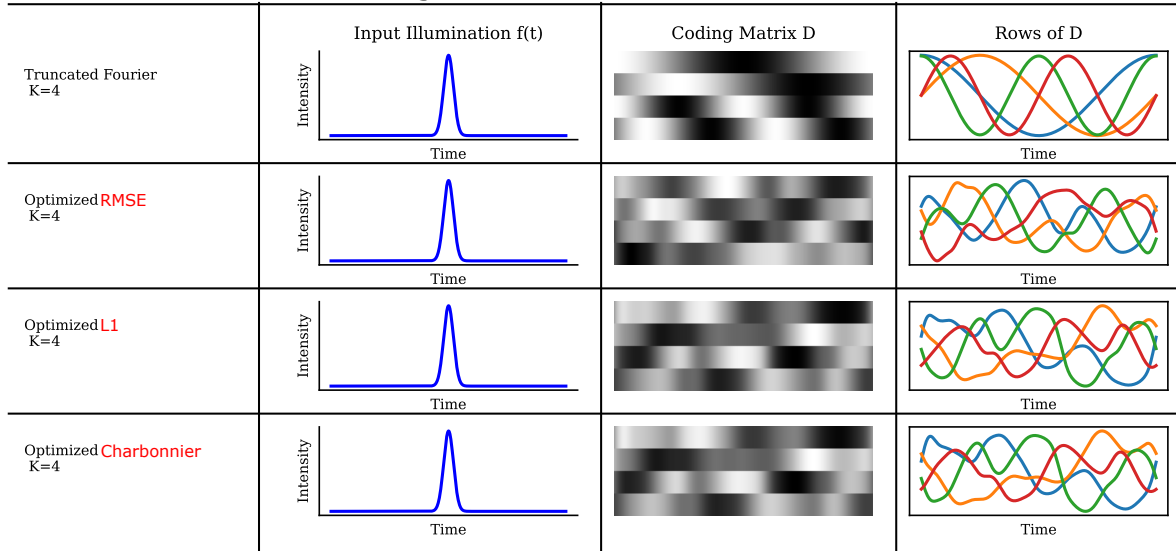 Input Illumination f(t)
Coding Matrix D
Rows of D
Truncated Fourier
K=4
Intensity
Time
Time
Optimized RMSE
K=4
Intensity
Time
Time
Optimized L1
K=4
Intensity
Time
Time
Optimized Charbonnier
K=4
Intensity
Time
Time